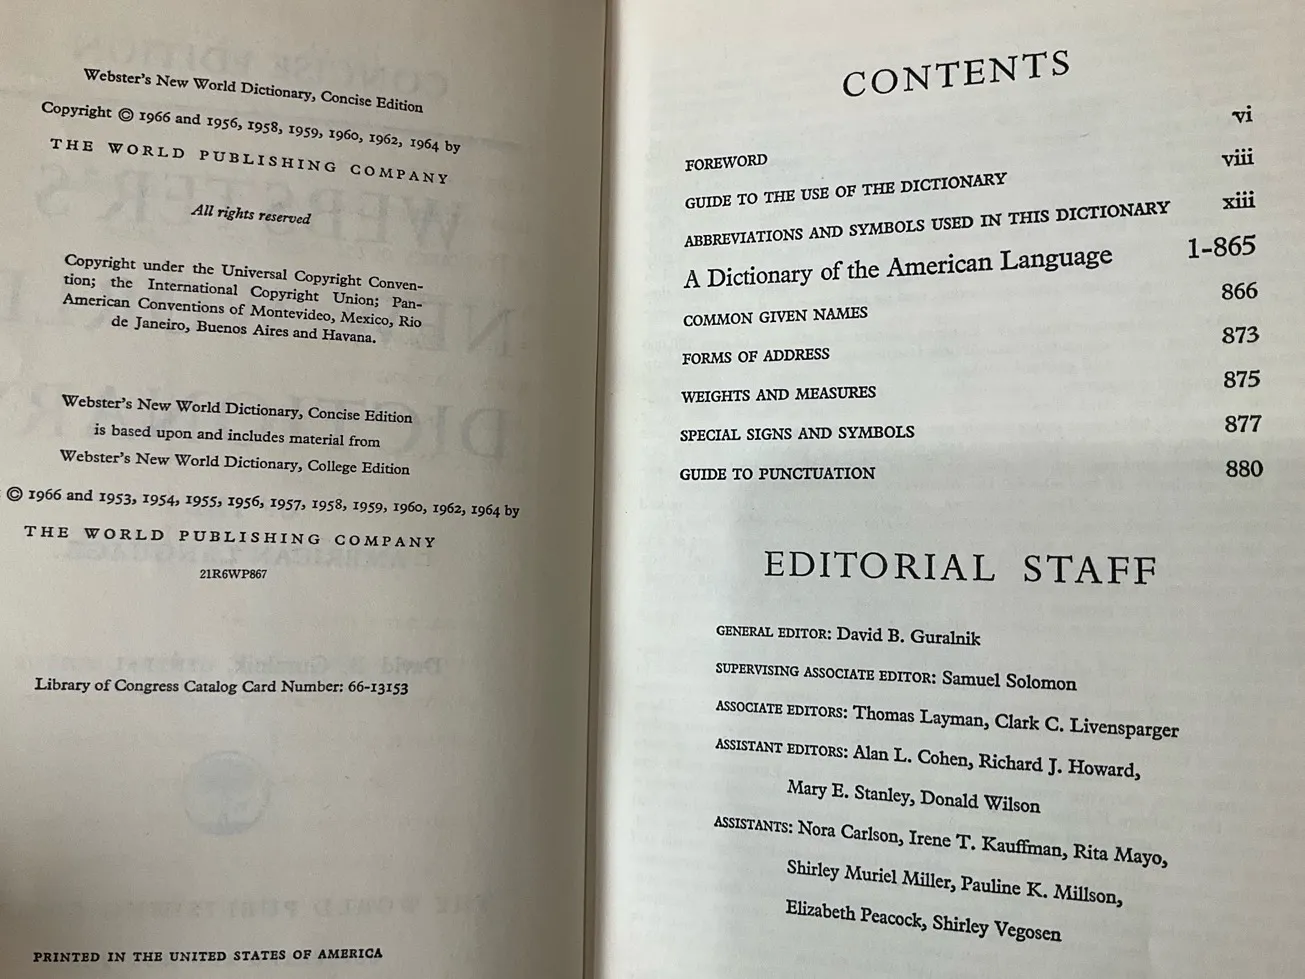 Webster's New World Dictionary, Concise Edition
Copyright © 1966 and 1956, 1958, 1959, 1960, 1962, 1964 by
THE WORLD PUBLISHING COMPANY
All rights reserved
Copyright under the Universal Copyright Conven-
tion; the International Copyright Union; Pan-
American Conventions of Montevideo, Mexico, Rio
de Janeiro, Buenos Aires and Havana.
Webster's New World Dictionary, Concise Edition
is based upon and includes material from
Webster's New World Dictionary, College Edition
© 1966 and 1953, 1954, 1955, 1956, 1957, 1958, 1959, 1960, 1962, 1964 by
THE WORLD PUBLISHING COMPANY
21R6WP867
Library of Congress Catalog Card Number: 66-13153
PRINTED IN THE UNITED STATES OF AMERICA
CONTENTS
FOREWORD vi
GUIDE TO THE USE OF THE DICTIONARY viii
ABBREVIATIONS AND SYMBOLS USED IN THIS DICTIONARY xiii
A Dictionary of the American Language 1-865
COMMON GIVEN NAMES 866
FORMS OF ADDRESS 873
WEIGHTS AND MEASURES 875
SPECIAL SIGNS AND SYMBOLS 877
GUIDE TO PUNCTUATION 880
EDITORIAL STAFF
GENERAL EDITOR: David B. Guralnik
SUPERVISING ASSOCIATE EDITOR: Samuel Solomon
ASSOCIATE EDITORS: Thomas Layman, Clark C. Livensparger
ASSISTANT EDITORS: Alan L. Cohen, Richard J. Howard,
Mary E. Stanley, Donald Wilson
ASSISTANTS: Nora Carlson, Irene T. Kauffman, Rita Mayo,
Shirley Muriel Miller, Pauline K. Millson,
Elizabeth Peacock, Shirley Vegosen